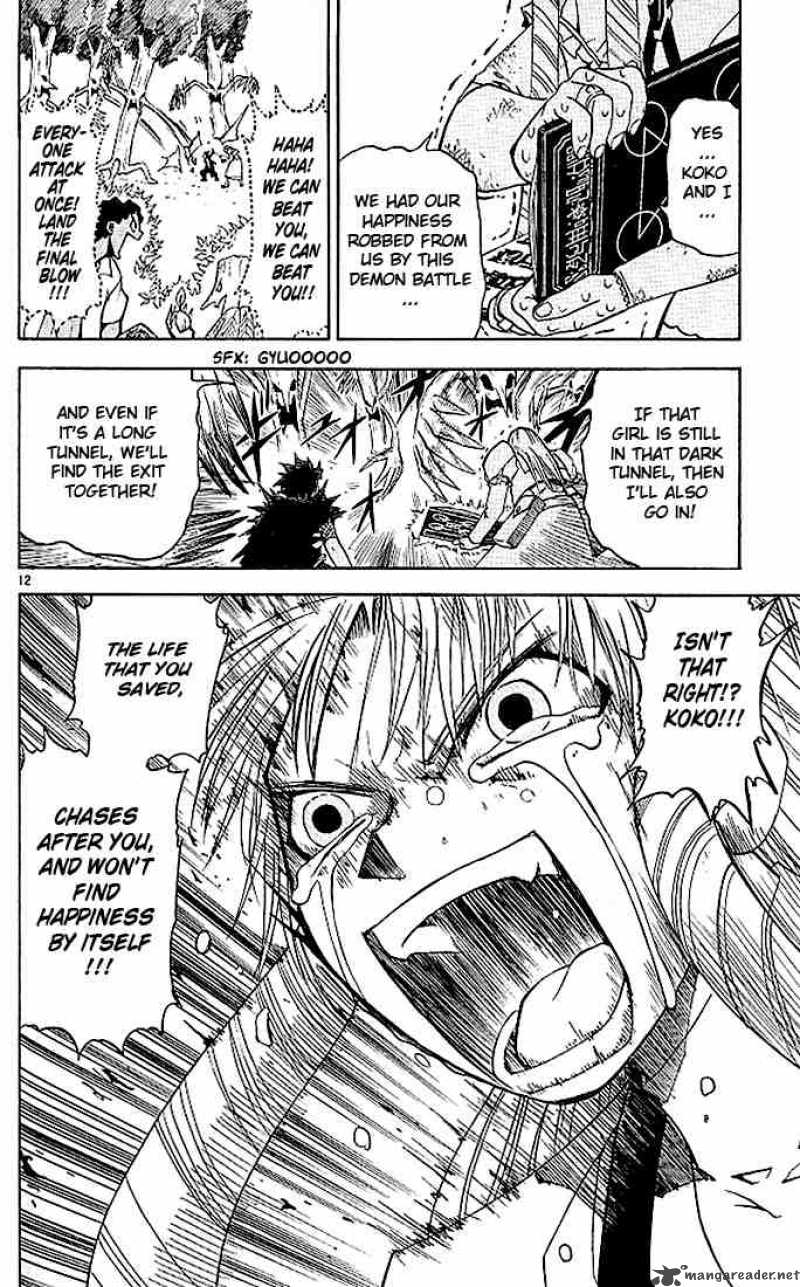 YES
...
KOKO
AND I
...
WE HAD OUR
HAPPINESS
ROBBED FROM
US BY THIS
DEMON BATTLE
...
HAHA
HAHA!
WE CAN
BEAT
YOU,
WE CAN
BEAT
YOU!!
EVERY-
ONE
ATTACK
AT
ONCE!
LAND
THE
FINAL
BLOW
!!!
SFX: GYUOOOOO
IF THAT
GIRL IS STILL
IN THAT DARK
TUNNEL, THEN
I'LL ALSO
GO IN!
AND EVEN IF
IT'S A LONG
TUNNEL, WE'LL
FIND THE EXIT
TOGETHER!
12
ISN'T
THAT
RIGHT!?
KOKO!!!
THE LIFE
THAT YOU
SAVED,
CHASES
AFTER YOU,
AND WON'T
FIND
HAPPINESS
BY ITSELF
!!!
mangareader.net